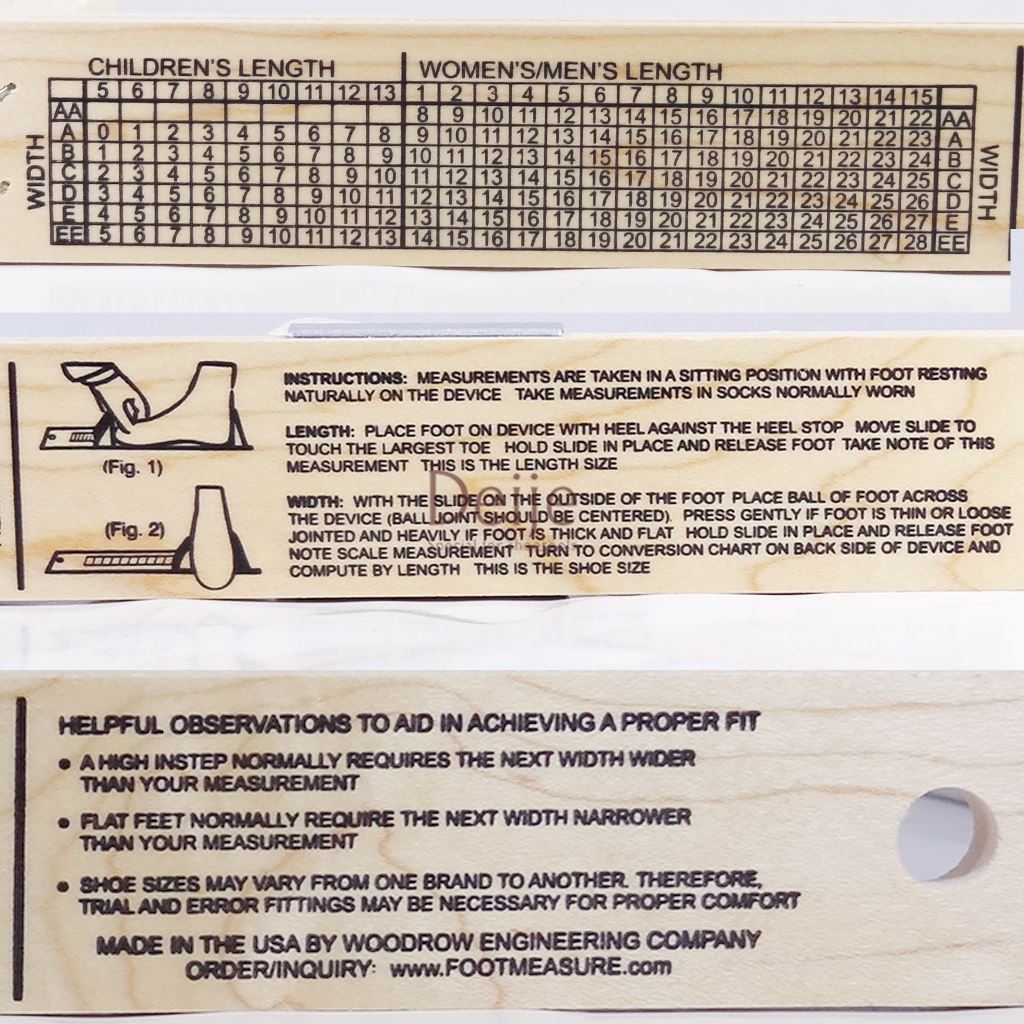 CHILDREN'S LENGTH WOMEN'S/MEN'S LENGTH
5 6 7 8 9 10 11 12 13 1 2 3 4 5 6 7 8 9 10 11 12 13 14 15
AA 8 9 10 11 12 13 14 15 16 17 18 19 20 21 22 AA
A 0 1 2 3 4 5 6 7 8 9 10 11 12 13 14 15 16 17 18 19 20 21 22 23 A
B 1 2 3 4 5 6 7 8 9 10 11 12 13 14 15 16 17 18 19 20 21 22 23 24 B
C 2 3 4 5 6 7 8 9 10 11 12 13 14 15 16 17 18 19 20 21 22 23 24 25 C
D 3 4 5 6 7 8 9 10 11 12 13 14 15 16 17 18 19 20 21 22 23 24 25 26 D
E 4 5 6 7 8 9 10 11 12 13 14 15 16 17 18 19 20 21 22 23 24 25 26 27 E
EE 5 6 7 8 9 10 11 12 13 14 15 16 17 18 19 20 21 22 23 24 25 26 27 28 EE
WIDTH
WIDTH
(Fig. 1)
(Fig. 2)
INSTRUCTIONS: MEASUREMENTS ARE TAKEN IN A SITTING POSITION WITH FOOT RESTING
NATURALLY ON THE DEVICE TAKE MEASUREMENTS IN SOCKS NORMALLY WORN
LENGTH: PLACE FOOT ON DEVICE WITH HEEL AGAINST THE HEEL STOP MOVE SLIDE TO
TOUCH THE LARGEST TOE HOLD SLIDE IN PLACE AND RELEASE FOOT TAKE NOTE OF THIS
MEASUREMENT THIS IS THE LENGTH SIZE
WIDTH: WITH THE SLIDE ON THE OUTSIDE OF THE FOOT PLACE BALL OF FOOT ACROSS
THE DEVICE (BALL JOINT SHOULD BE CENTERED). PRESS GENTLY IF FOOT IS THIN OR LOOSE
JOINTED AND HEAVILY IF FOOT IS THICK AND FLAT HOLD SLIDE IN PLACE AND RELEASE FOOT
NOTE SCALE MEASUREMENT TURN TO CONVERSION CHART ON BACK SIDE OF DEVICE AND
COMPUTE BY LENGTH THIS IS THE SHOE SIZE
HELPFUL OBSERVATIONS TO AID IN ACHIEVING A PROPER FIT
• A HIGH INSTEP NORMALLY REQUIRES THE NEXT WIDTH WIDER
THAN YOUR MEASUREMENT
• FLAT FEET NORMALLY REQUIRE THE NEXT WIDTH NARROWER
THAN YOUR MEASUREMENT
• SHOE SIZES MAY VARY FROM ONE BRAND TO ANOTHER. THEREFORE,
TRIAL AND ERROR FITTINGS MAY BE NECESSARY FOR PROPER COMFORT
MADE IN THE USA BY WOODROW ENGINEERING COMPANY
ORDER/INQUIRY: www.FOOTMEASURE.com